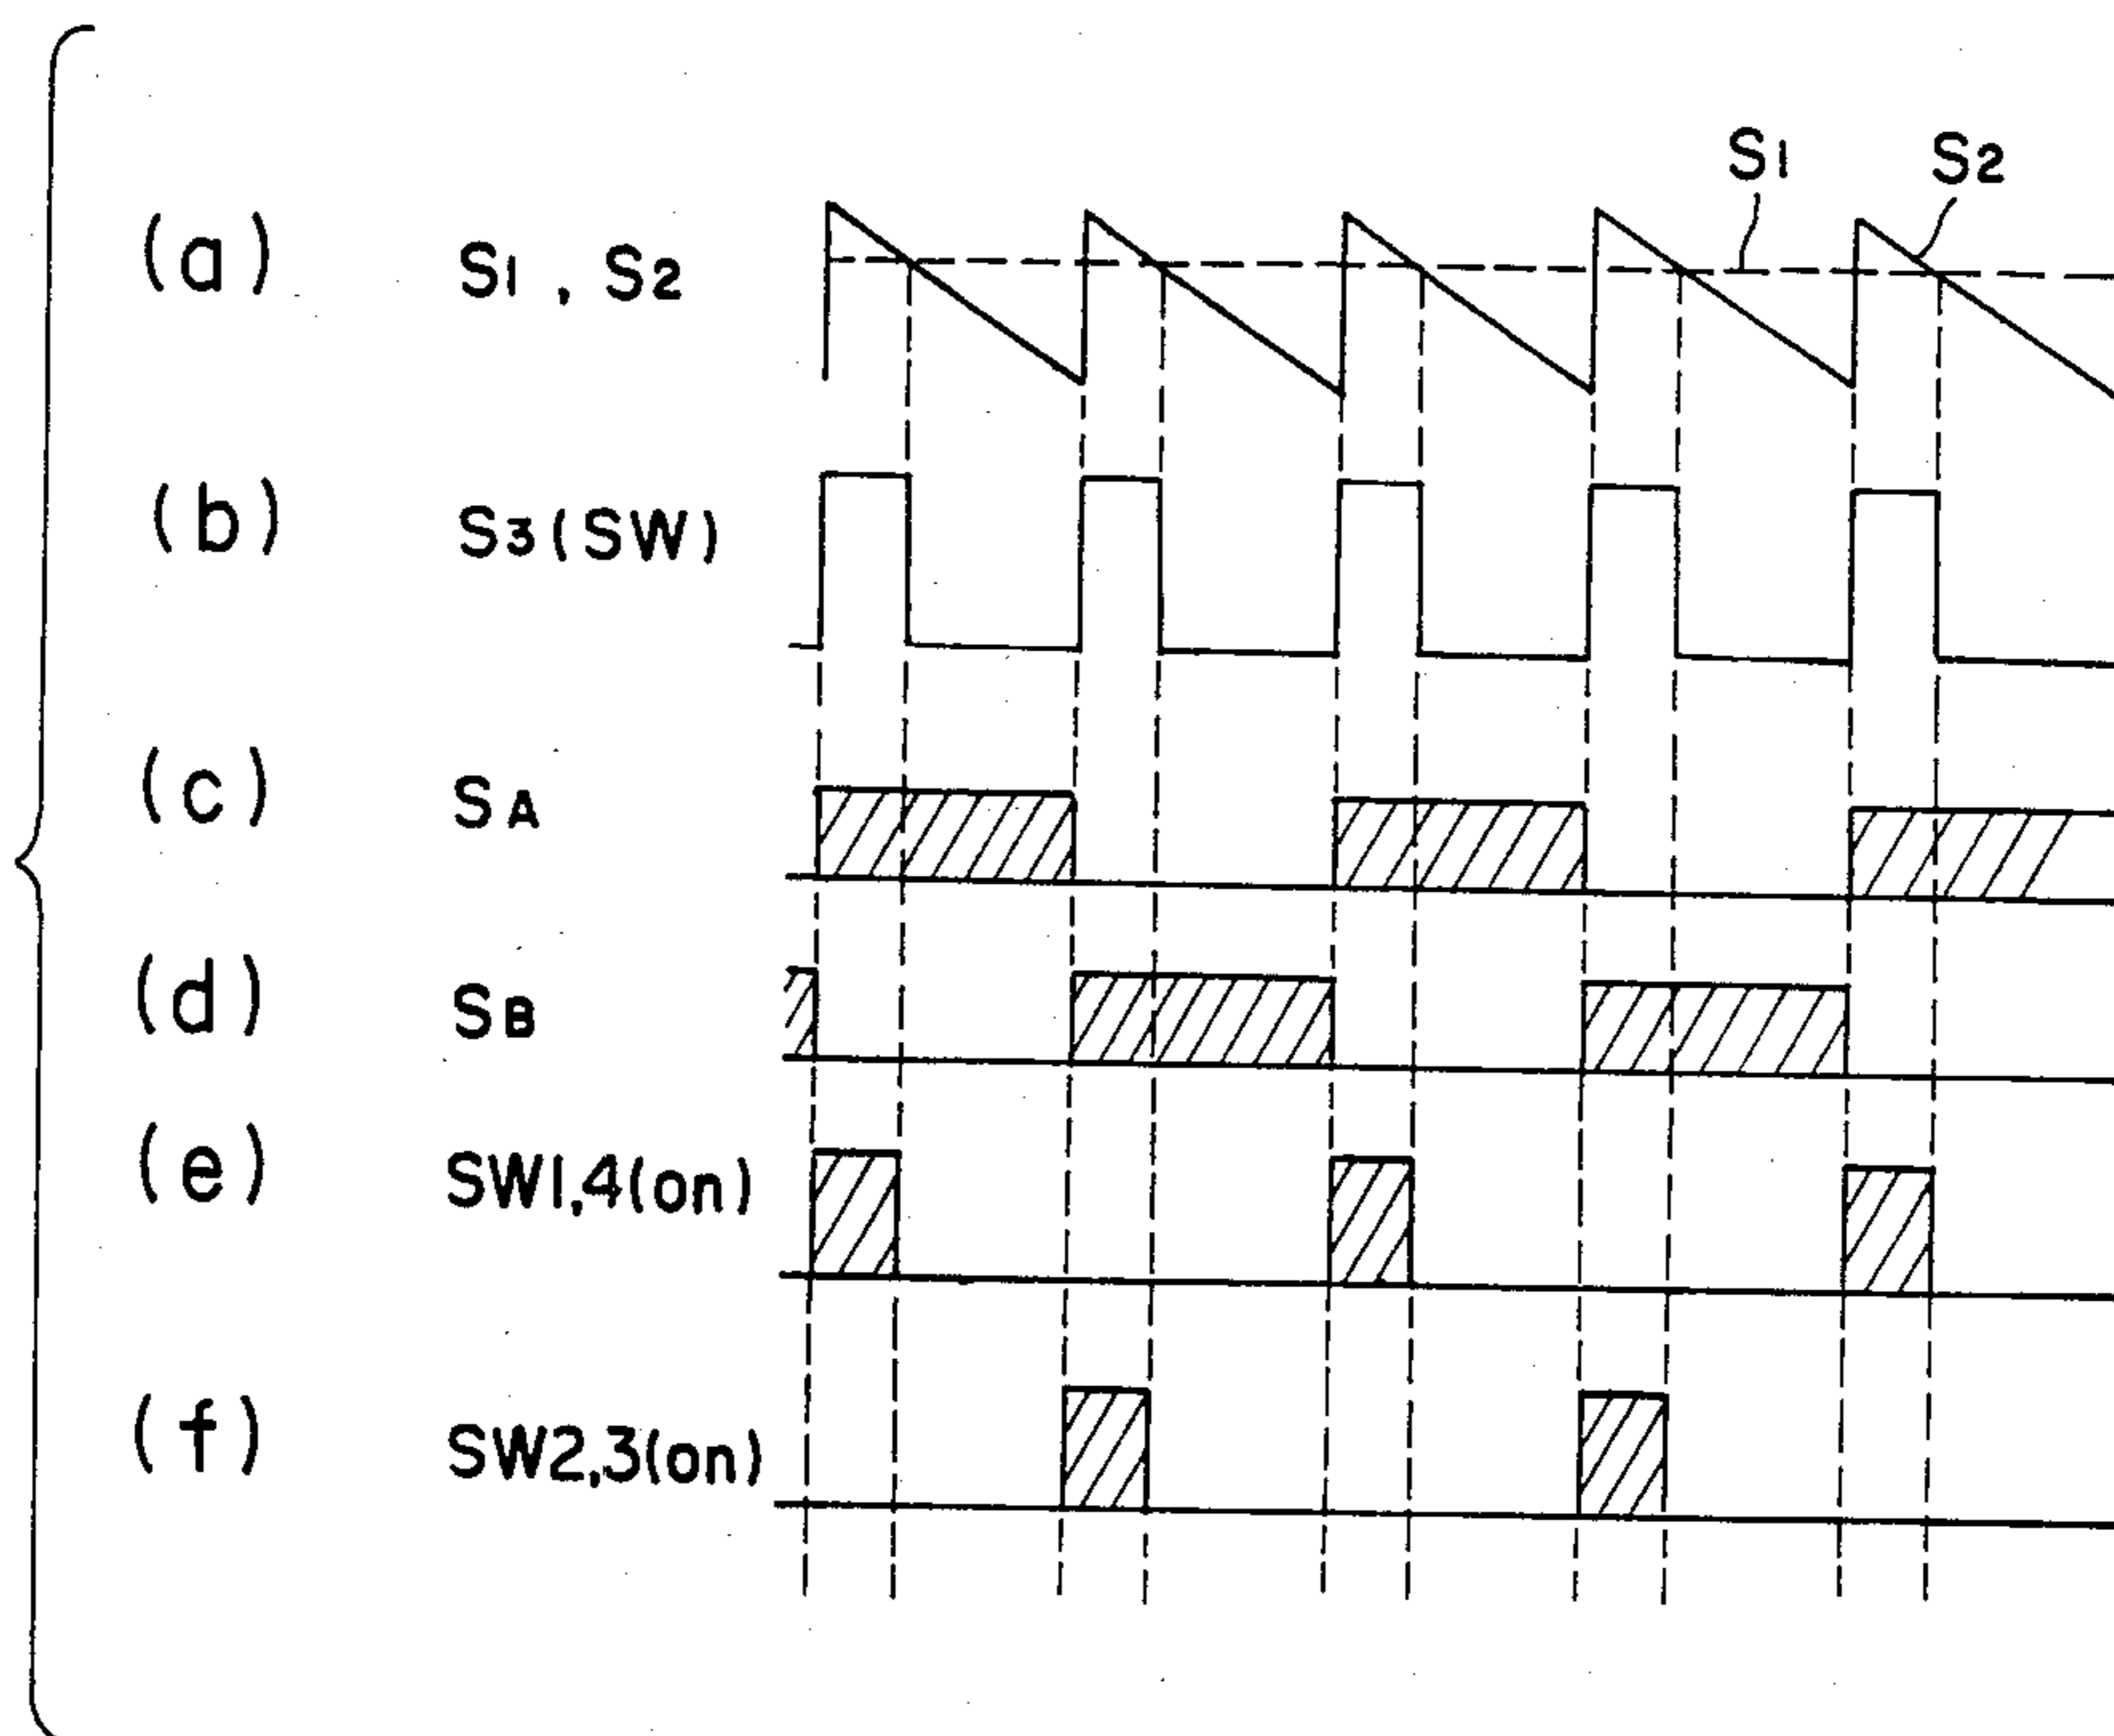 S1 S2
(a) S1 , S2
(b) S3(SW)
(c) SA
(d) SB
(e) SW1,4(on)
(f) SW2,3(on)